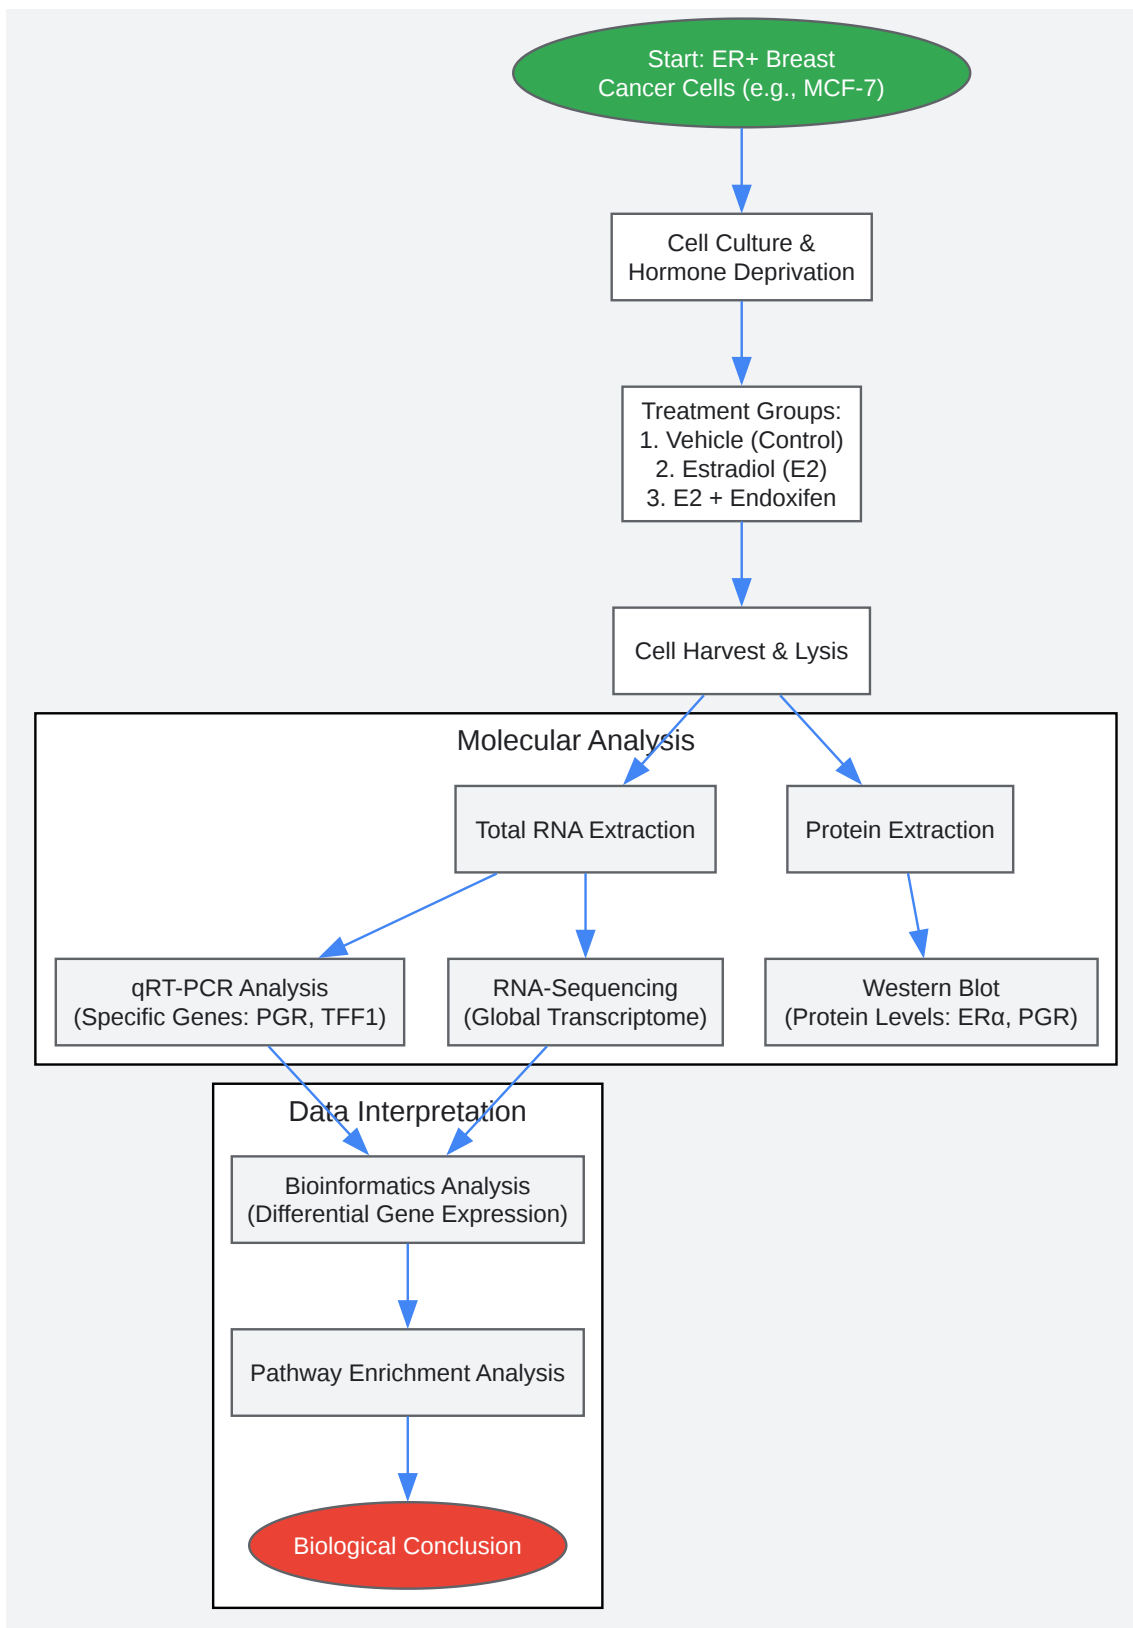 Start: ER+ Breast
Cancer Cells (e.g., MCF-7)
Cell Culture &
Hormone Deprivation
Treatment Groups:
1. Vehicle (Control)
2. Estradiol (E2)
3. E2 + Endoxifen
Cell Harvest & Lysis
Molecular Analysis
Total RNA Extraction
Protein Extraction
qRT-PCR Analysis
(Specific Genes: PGR, TFF1)
RNA-Sequencing
(Global Transcriptome)
Western Blot
(Protein Levels: ERα, PGR)
Data Interpretation
Bioinformatics Analysis
(Differential Gene Expression)
Pathway Enrichment Analysis
Biological Conclusion